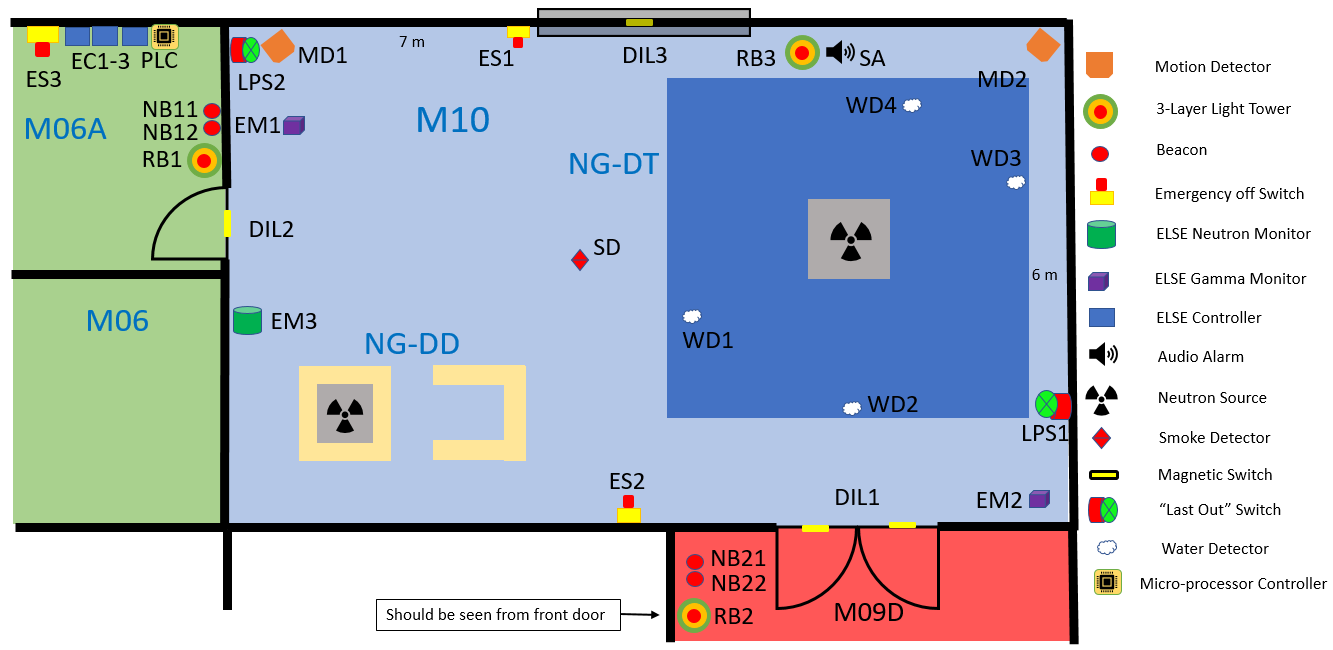 ES3
EC1-3
PLC
LPS2
MD1
7 m
ES1
DIL3
RB3
SA
MD2
M06A
NB11
NB12
RB1
EM1
M10
NG-DT
WD4
WD3
DIL2
SD
6 m
M06
EM3
NG-DD
WD1
WD2
LPS1
ES2
DIL1
EM2
NB21
NB22
RB2
M09D
Should be seen from front door
Motion Detector
3-Layer Light Tower
Beacon
Emergency off Switch
ELSE Neutron Monitor
ELSE Gamma Monitor
ELSE Controller
Audio Alarm
Neutron Source
Smoke Detector
Magnetic Switch
“Last Out” Switch
Water Detector
Micro-processor Controller